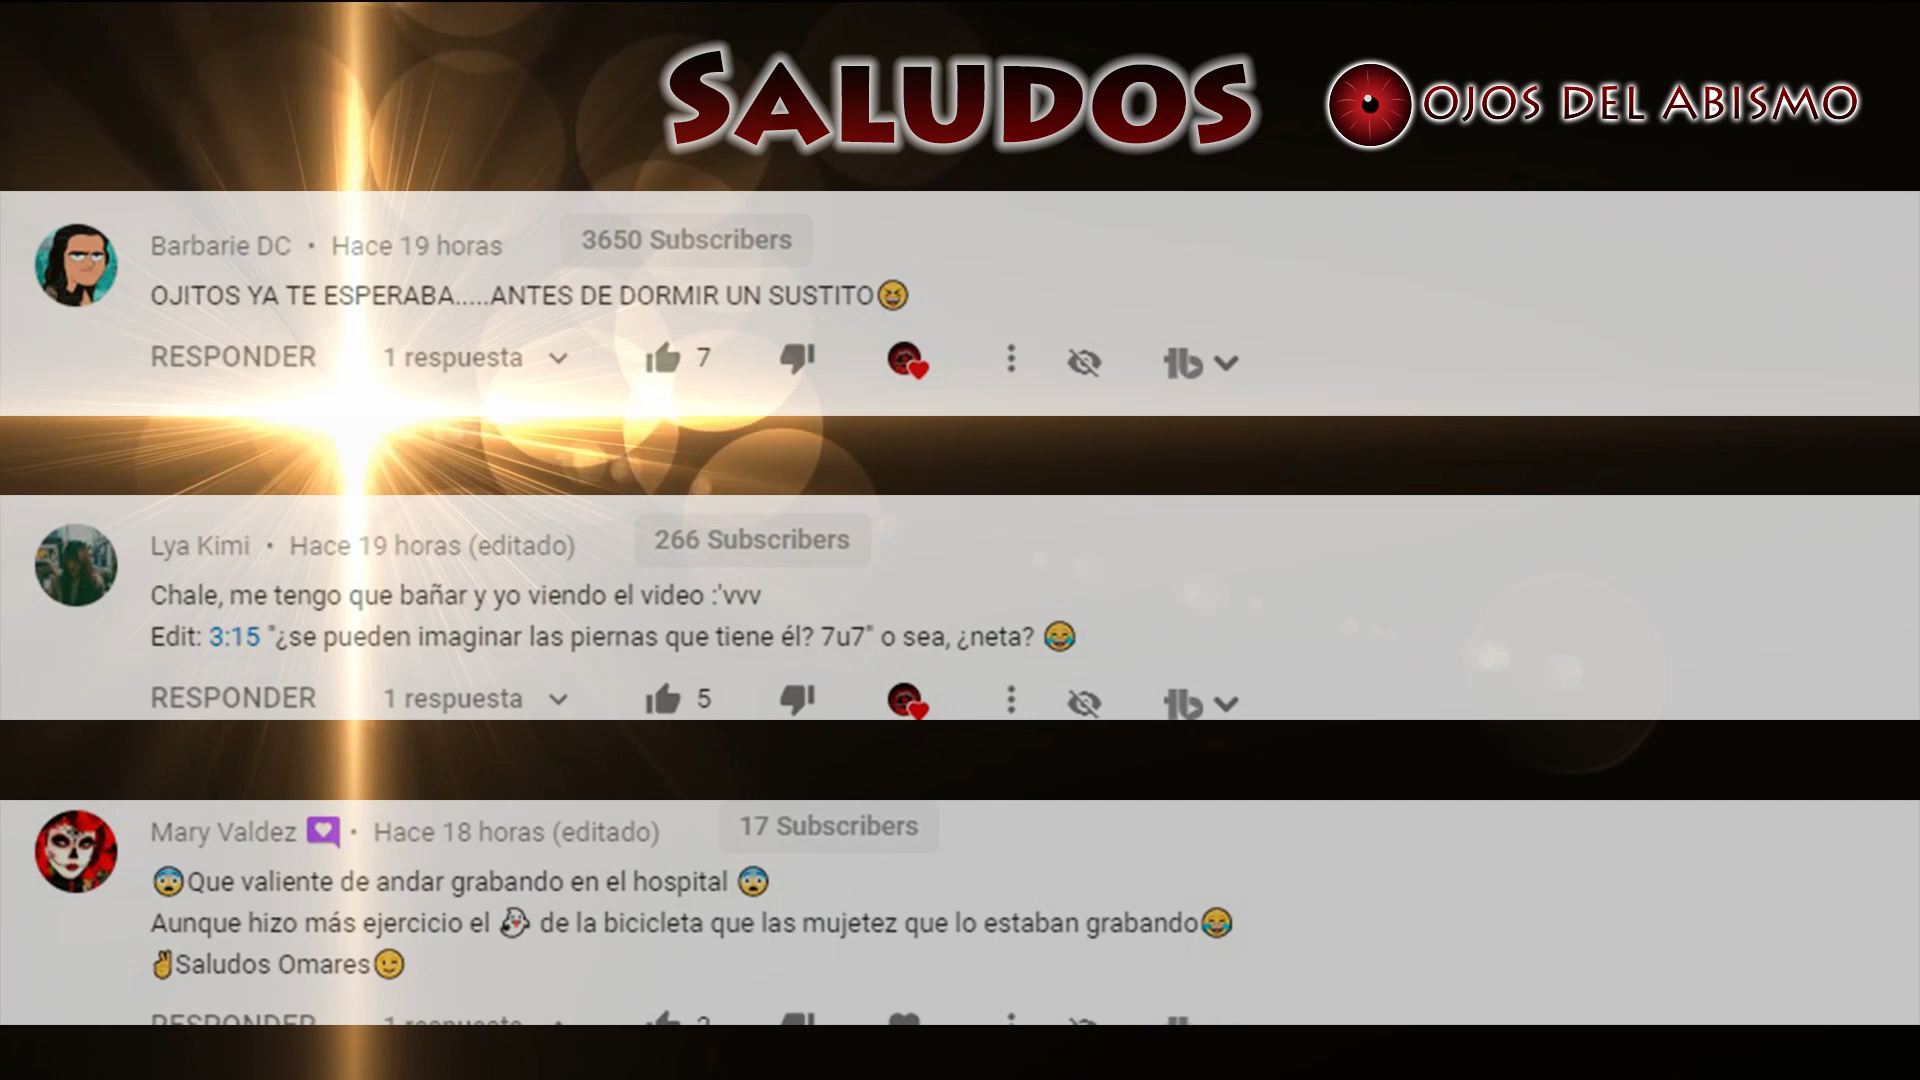 SALUDOS
OJOS DEL ABISMO
Barbarie DC • Hace 19 horas 3650 Subscribers
OJITOS YA TE ESPERABA.....ANTES DE DORMIR UN SUSTITO😆
RESPONDER 1 respuesta 7
Lya Kimi • Hace 19 horas (editado) 266 Subscribers
Chale, me tengo que bañar y yo viendo el video :'vvv
Edit: 3:15 "¿se pueden imaginar las piernas que tiene él? 7u7" o sea, ¿neta? 😂
RESPONDER 1 respuesta 5
Mary Valdez 💟 • Hace 18 horas (editado) 17 Subscribers
😨Que valiente de andar grabando en el hospital 😨
Aunque hizo más ejercicio el 👻 de la bicicleta que las mujetez que lo estaban grabando😂
✌Saludos Omares😉
RESPONDER 1 respuesta